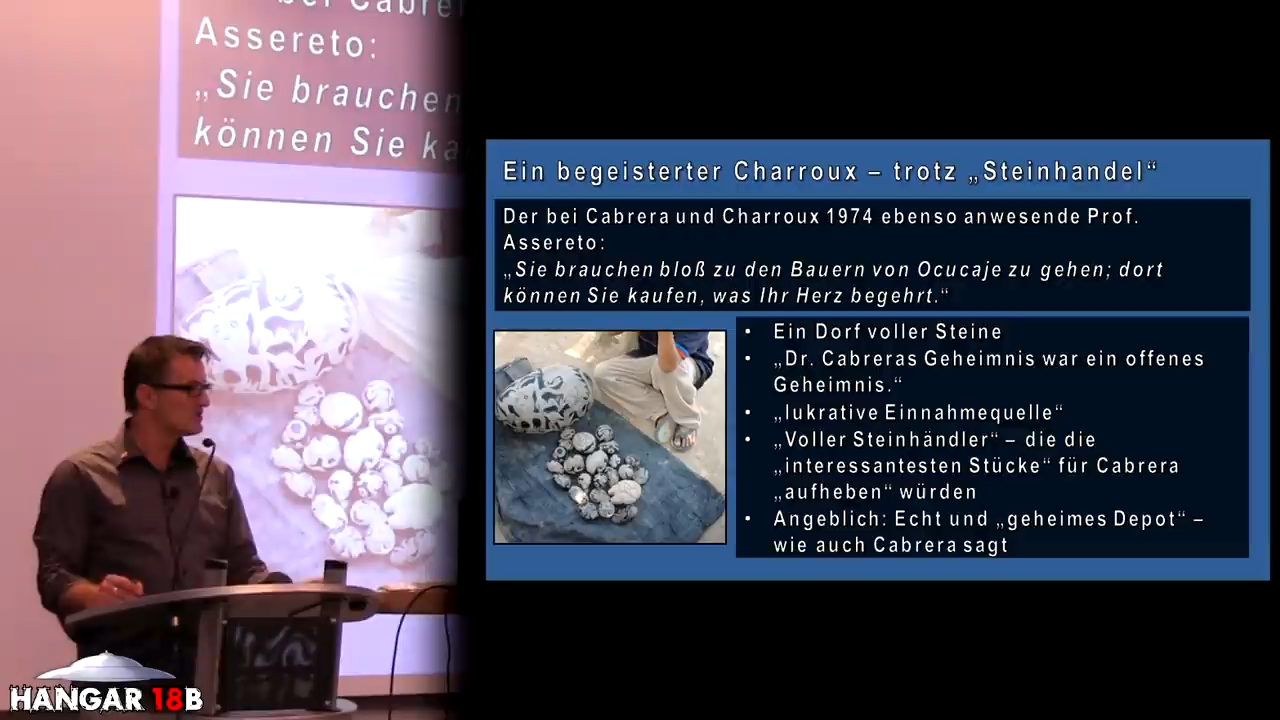 bei Cabre
Assereto:
„Sie brauchen
können Sie ka
Ein begeisterter Charroux – trotz „Steinhandel“
Der bei Cabrera und Charroux 1974 ebenso anwesende Prof.
Assereto:
„Sie brauchen bloß zu den Bauern von Ocucaje zu gehen; dort
können Sie kaufen, was Ihr Herz begehrt.“
• Ein Dorf voller Steine
• „Dr. Cabreras Geheimnis war ein offenes
Geheimnis.“
• „lukrative Einnahmequelle“
• „Voller Steinhändler“ – die die
„interessantesten Stücke“ für Cabrera
„aufheben“ würden
• Angeblich: Echt und „geheimes Depot“ –
wie auch Cabrera sagt
HANGAR 18B